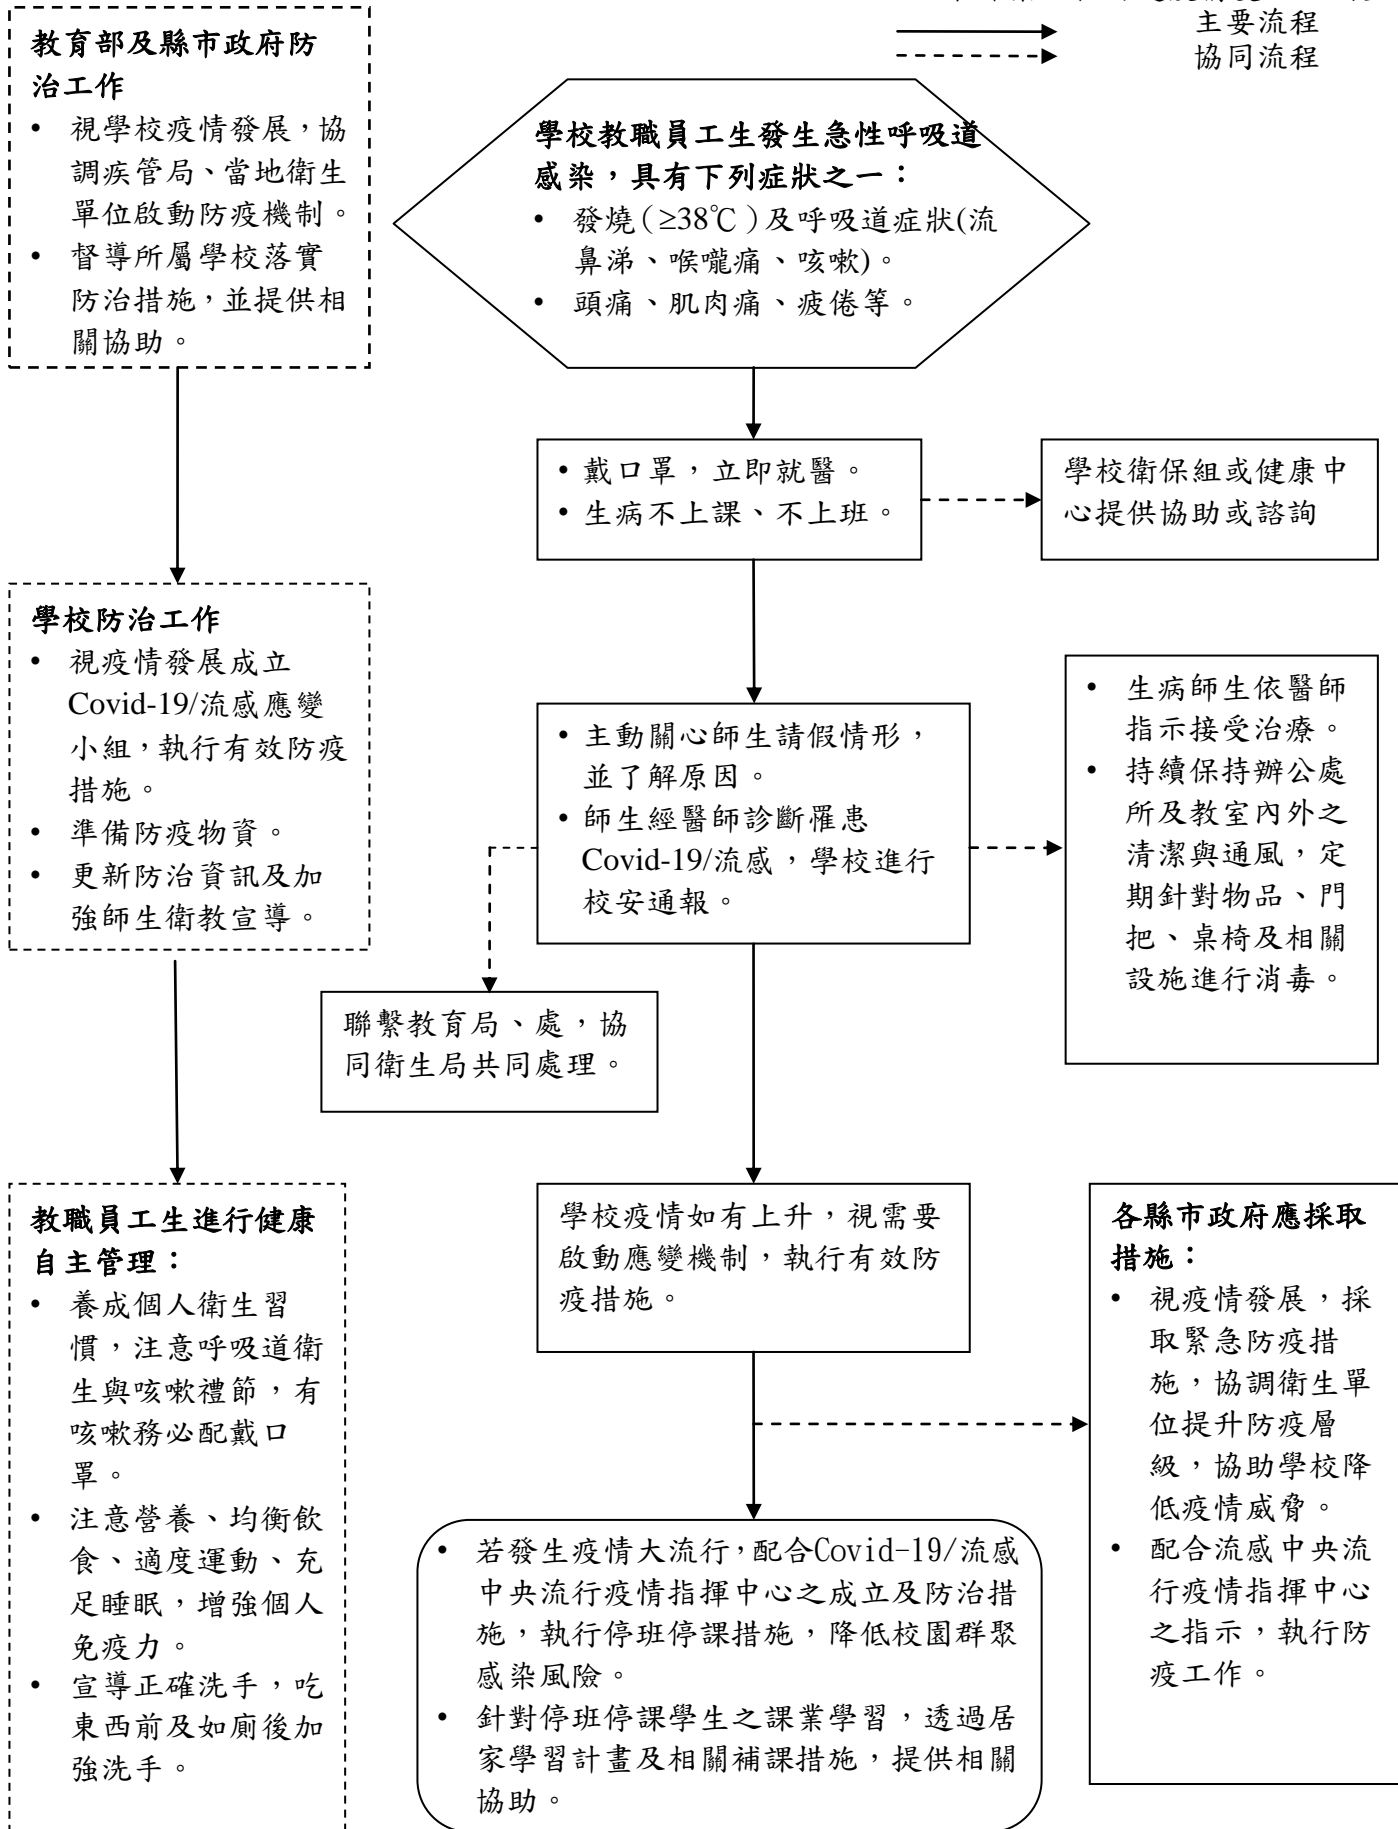 主要流程
協同流程
教育部及縣市政府防
治工作
• 視學校疫情發展，協
調疾管局、當地衛生
單位啟動防疫機制。
• 督導所屬學校落實
防治措施，並提供相
關協助。
學校教職員工生發生急性呼吸道
感染，具有下列症狀之一：
• 發燒（≥38℃）及呼吸道症狀(流
鼻涕、喉嚨痛、咳嗽)。
• 頭痛、肌肉痛、疲倦等。
• 戴口罩，立即就醫。
• 生病不上課、不上班。
學校衛保組或健康中
心提供協助或諮詢
學校防治工作
• 視疫情發展成立
Covid-19/流感應變
小組，執行有效防疫
措施。
• 準備防疫物資。
• 更新防治資訊及加
強師生衛教宣導。
• 主動關心師生請假情形，
並了解原因。
• 師生經醫師診斷罹患
Covid-19/流感，學校進行
校安通報。
• 生病師生依醫師
指示接受治療。
• 持續保持辦公處
所及教室內外之
清潔與通風，定
期針對物品、門
把、桌椅及相關
設施進行消毒。
聯繫教育局、處，協
同衛生局共同處理。
教職員工生進行健康
自主管理：
• 養成個人衛生習
慣，注意呼吸道衛
生與咳嗽禮節，有
咳嗽務必配戴口
罩。
• 注意營養、均衡飲
食、適度運動、充
足睡眠，增強個人
免疫力。
• 宣導正確洗手，吃
東西前及如廁後加
強洗手。
學校疫情如有上升，視需要
啟動應變機制，執行有效防
疫措施。
各縣市政府應採取
措施：
• 視疫情發展，採
取緊急防疫措
施，協調衛生單
位提升防疫層
級，協助學校降
低疫情威脅。
• 配合流感中央流
行疫情指揮中心
之指示，執行防
疫工作。
• 若發生疫情大流行，配合Covid-19/流感
中央流行疫情指揮中心之成立及防治措
施，執行停班停課措施，降低校園群聚
感染風險。
• 針對停班停課學生之課業學習，透過居
家學習計畫及相關補課措施，提供相關
協助。